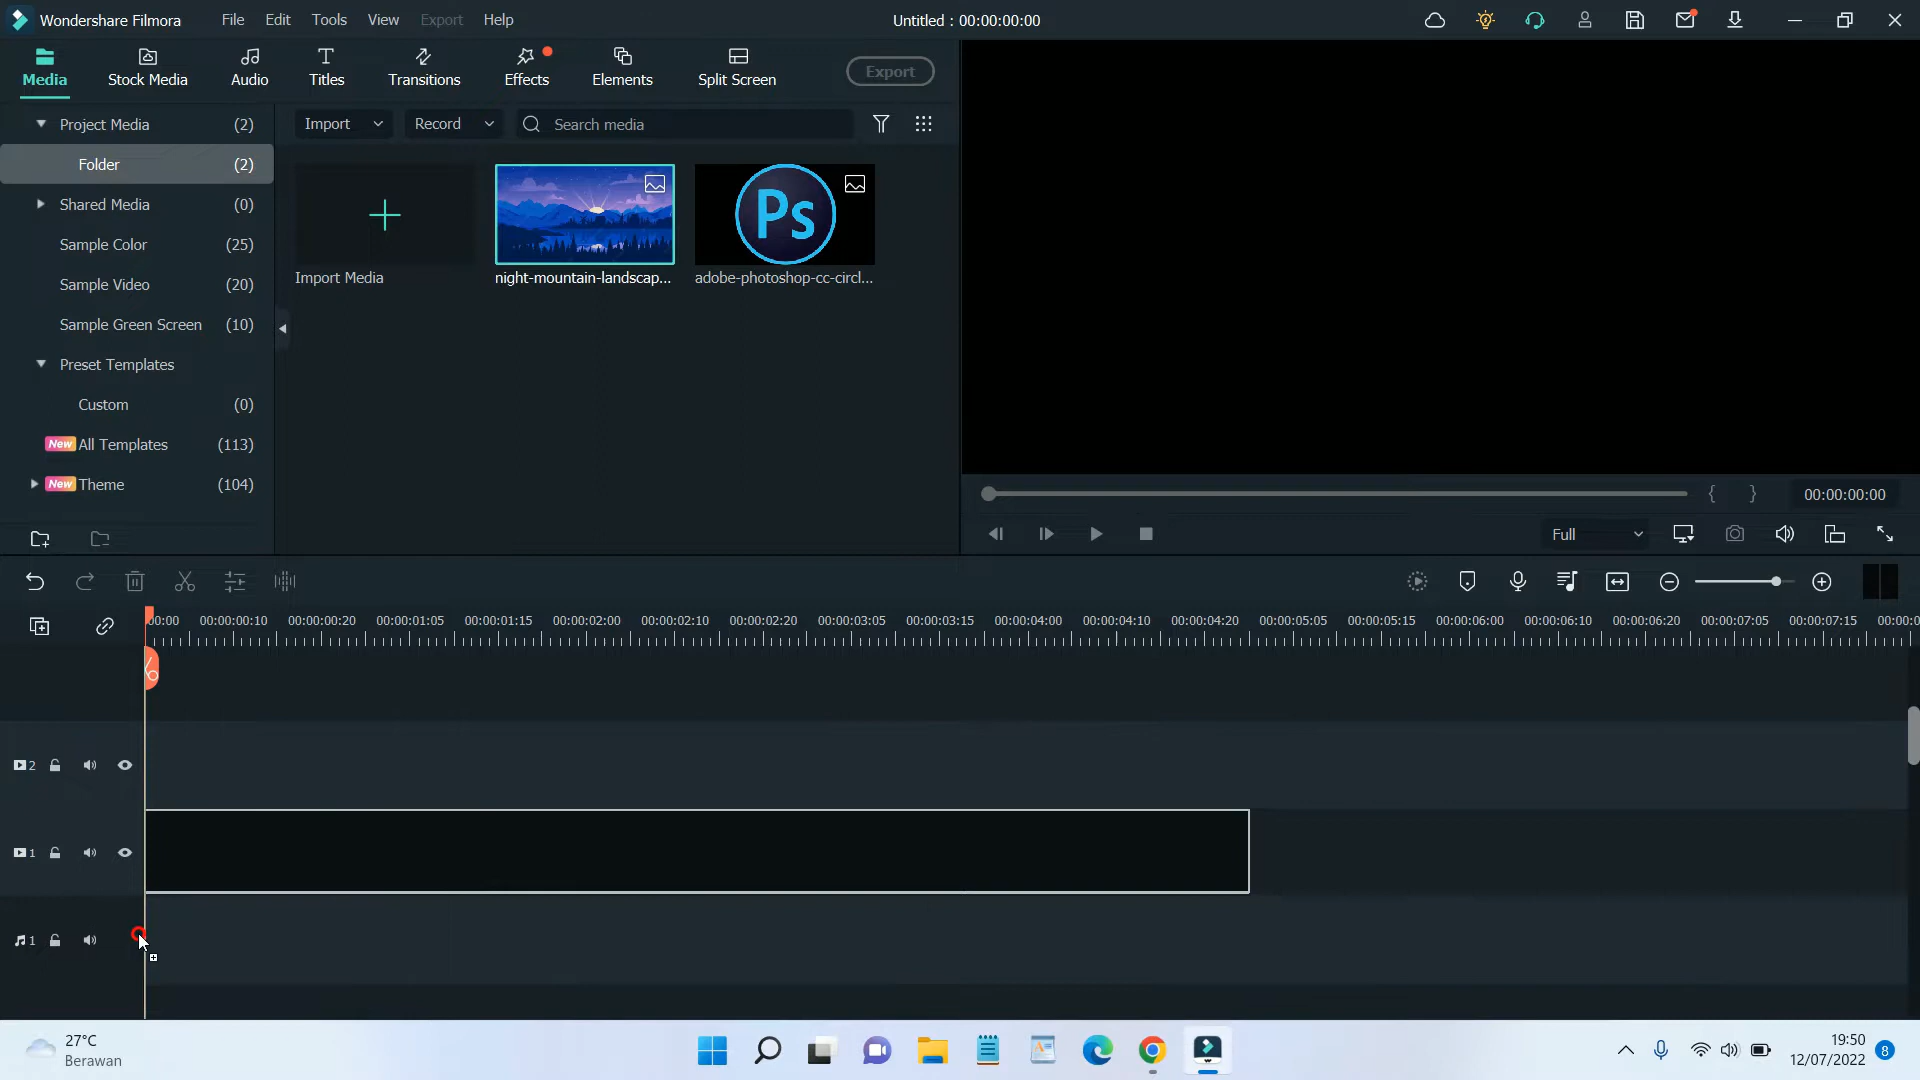 Wondershare Filmora File Edit Tools View Export Help Untitled : 00:00:00:00
Media Stock Media Audio Titles Transitions Effects Elements Split Screen Export
Project Media (2)
Folder (2)
Shared Media (0)
Sample Color (25)
Sample Video (20)
Sample Green Screen (10)
Preset Templates
Custom (0)
New All Templates (113)
New Theme (104)
Import Record Search media
Ps
Import Media night-mountain-landscap... adobe-photoshop-cc-circl...
{ } 00:00:00:00
Full
00:00 00:00:00:10 00:00:00:20 00:00:01:05 00:00:01:15 00:00:02:00 00:00:02:10 00:00:02:20 00:00:03:05 00:00:03:15 00:00:04:00 00:00:04:10 00:00:04:20 00:00:05:05 00:00:05:15 00:00:06:00 00:00:06:10 00:00:06:20 00:00:07:05 00:00:07:15 00:00:0
2
1
1
27°C
Berawan
19:50
12/07/2022
8